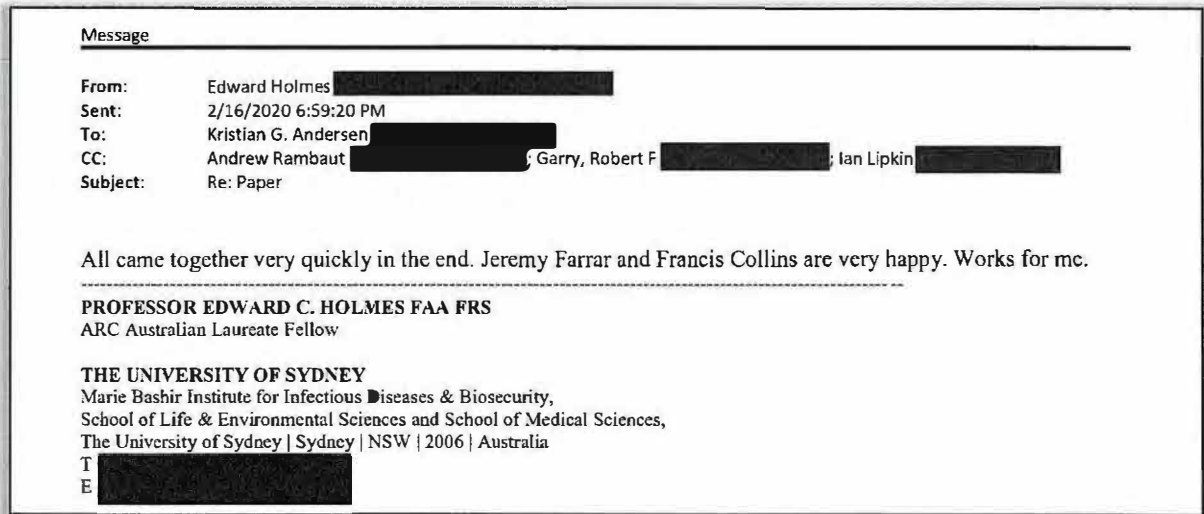 Message
From: Edward Holmes
Sent: 2/16/2020 6:59:20 PM
To: Kristian G. Andersen
CC: Andrew Rambaut ; Garry, Robert F ; Ian Lipkin
Subject: Re: Paper
All came together very quickly in the end. Jeremy Farrar and Francis Collins are very happy. Works for me.
PROFESSOR EDWARD C. HOLMES FAA FRS
ARC Australian Laureate Fellow
THE UNIVERSITY OF SYDNEY
Marie Bashir Institute for Infectious Diseases & Biosecurity,
School of Life & Environmental Sciences and School of Medical Sciences,
The University of Sydney | Sydney | NSW | 2006 | Australia
T
E